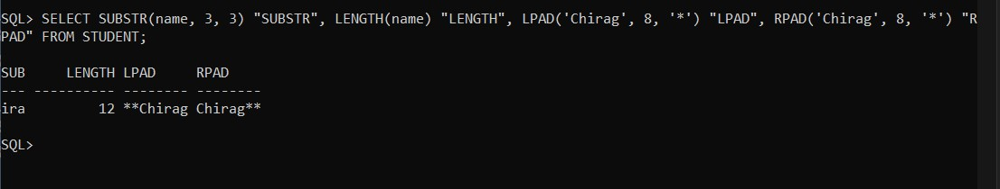 SQL> SELECT SUBSTR(name, 3, 3) "SUBSTR", LENGTH(name) "LENGTH", LPAD('Chirag', 8, '*') "LPAD", RPAD('Chirag', 8, '*') "R
PAD" FROM STUDENT;
SUB     LENGTH LPAD     RPAD
--- ---------- -------- --------
ira         12 **Chirag Chirag**
SQL>